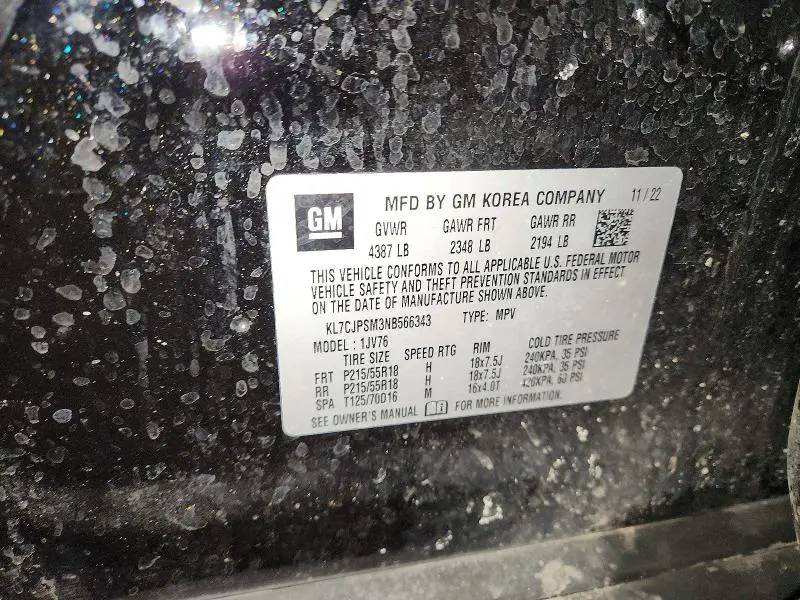 GM
MFD BY GM KOREA COMPANY 11/22
GVWR GAWR FRT GAWR RR
4387 LB 2348 LB 2194 LB
THIS VEHICLE CONFORMS TO ALL APPLICABLE U.S. FEDERAL MOTOR
VEHICLE SAFETY AND THEFT PREVENTION STANDARDS IN EFFECT
ON THE DATE OF MANUFACTURE SHOWN ABOVE.
KL7CJPSM3NB566343 TYPE: MPV
MODEL: 1JV76
TIRE SIZE SPEED RTG RIM COLD TIRE PRESSURE
FRT P215/55R18 H 18x7.5J 240KPA, 35 PSI
RR P215/55R18 H 18x7.5J 240KPA, 35 PSI
SPA T125/70D16 M 16x4.0T 420KPA, 60 PSI
SEE OWNER'S MANUAL FOR MORE INFORMATION.